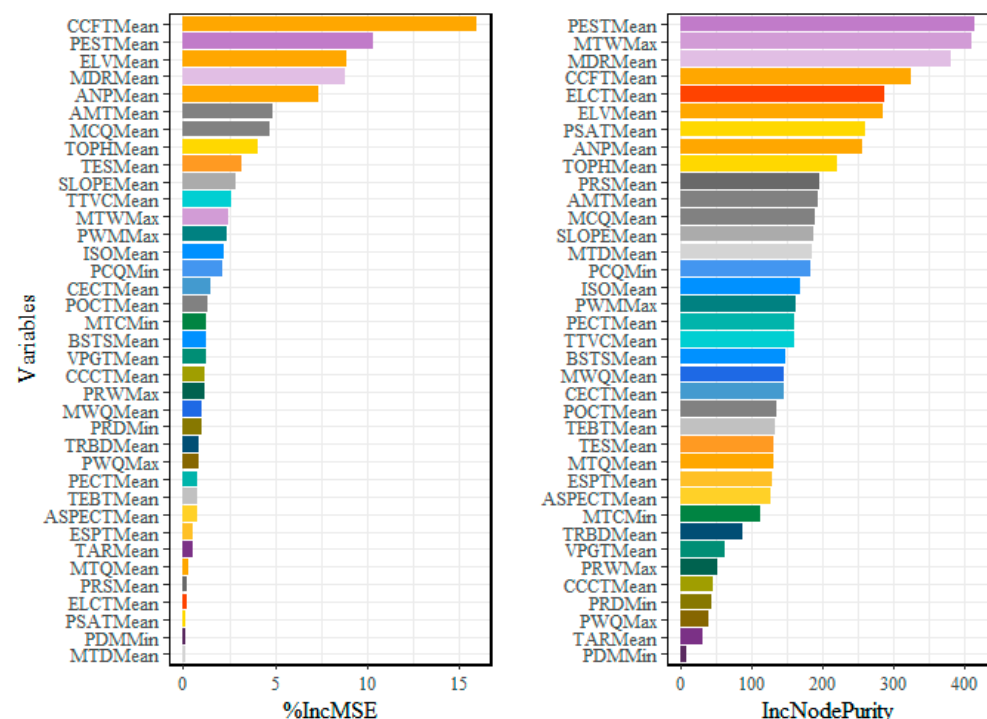 Variables
CCFTMean
PESTMean
ELVMean
MDRMean
ANPMean
AMTMean
MCQMean
TOPHMean
TESMean
SLOPEMean
TTVCMean
MTWMax
PWMMax
ISOMean
PCQMin
CECTMean
POCTMean
MTCMin
BSTSMean
VPGTMean
CCCTMean
PRWMax
MWQMean
PRDMin
TRBDMean
PWQMax
PECTMean
TEBTMean
ASPECTMean
ESPTMean
TARMean
MTQMean
PRSMean
ELCTMean
PSATMean
PDMMin
MTDMean
0 5 10 15
%IncMSE
PESTMean
MTWMax
MDRMean
CCFTMean
ELCTMean
ELVMean
PSATMean
ANPMean
TOPHMean
PRSMean
AMTMean
MCQMean
SLOPEMean
MTDMean
PCQMin
ISOMean
PWMMax
PECTMean
TTVCMean
BSTSMean
MWQMean
CECTMean
POCTMean
TEBTMean
TESMean
MTQMean
ESPTMean
ASPECTMean
MTCMin
TRBDMean
VPGTMean
PRWMax
CCCTMean
PRDMin
PWQMax
TARMean
PDMMin
0 100 200 300 400
IncNodePurity